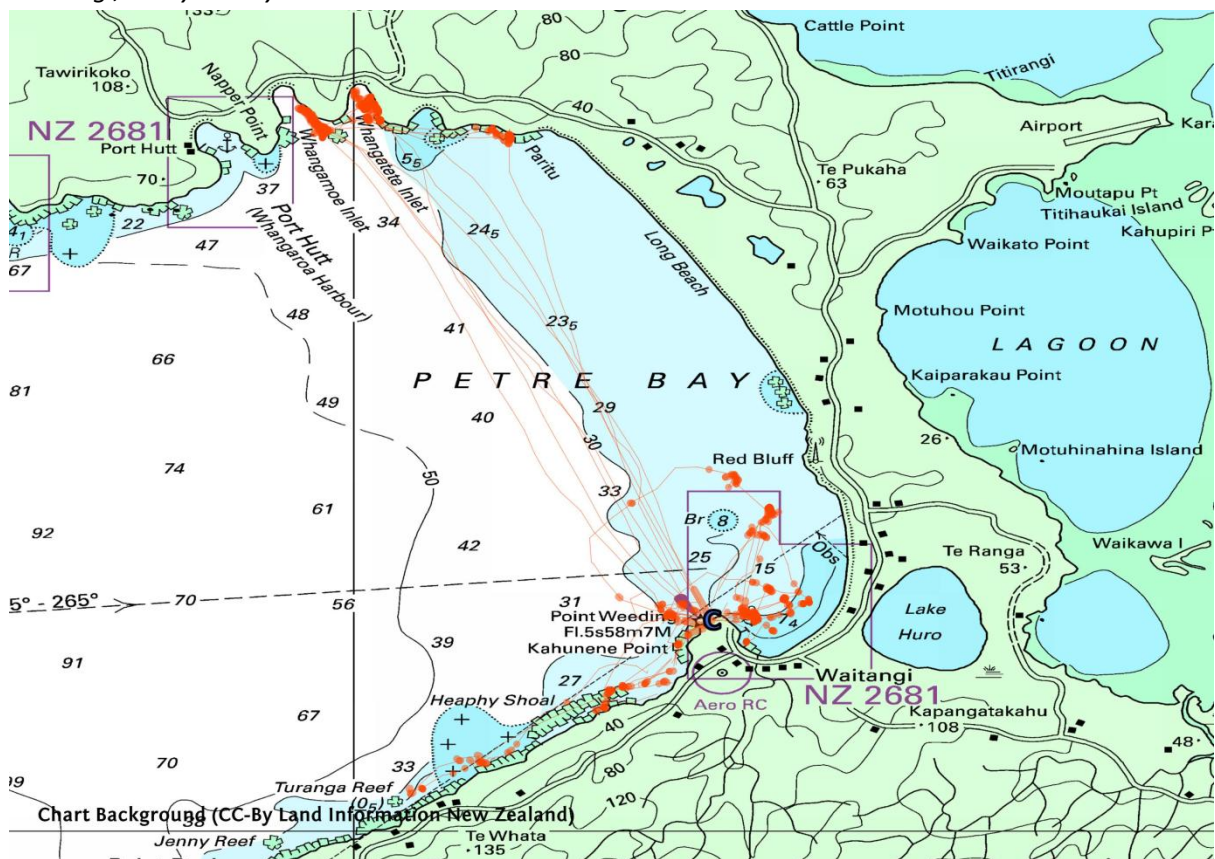 133
Cattle Point
80
80
Titirangi
Tawirikoko
108
Napper Point
NZ 2681
40
Airport
Kara
Port Hutt
Whangamoe Inlet
Whangatete Inlet
5₅
Paritu
Te Pukaha
63
70
37
Moutapu Pt
Titihaukai Island
Kahupiri P
22
34
24₅
4₁
R
67
47
Port Hutt
(Whangaroa Harbour)
Long Beach
Waikato Point
48
41
23₅
Motuhou Point
66
LAGOON
81
PETRE BAY
Kaiparakau Point
49
40
29
26
30
Motuhinahina Island
74
50
Red Bluff
33
61
92
Br
8
42
25
Obs
15
Te Ranga
53
Waikawa I
5° - 265°
70
56
31
Point Weeding
Fl.5s58m7M
Kahunene Point
C
Lake
Huro
39
91
27
Waitangi
NZ 2681
Heaphy Shoal
Aero RC
67
40
Kapangatakahu
108
48
70
33
80
99
Turanga Reef
(0₅)
120
Chart Background (CC-By Land Information New Zealand)
38
Jenny Reef
Te Whata
135